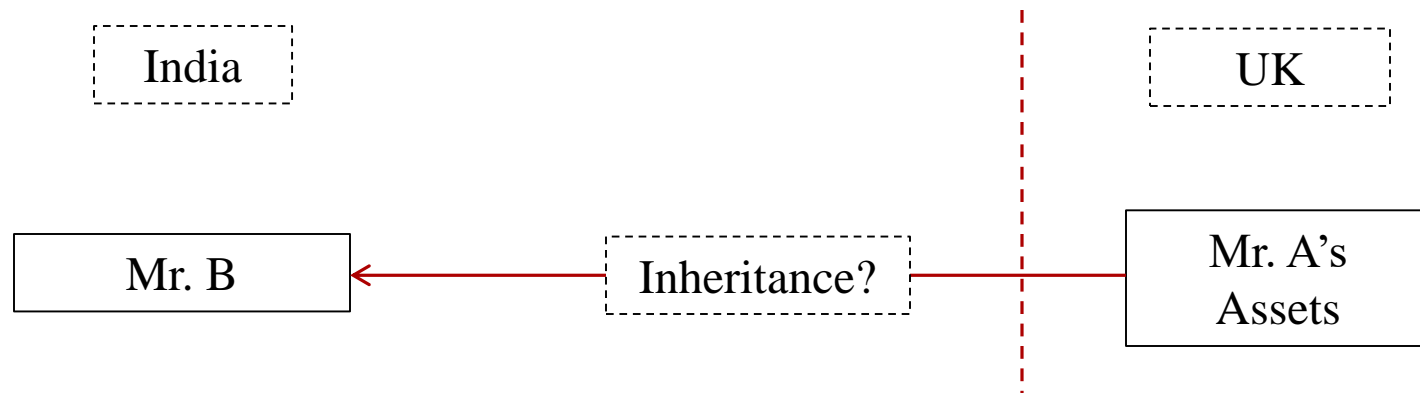 India
UK
Mr. B
Inheritance?
Mr. A’s
Assets